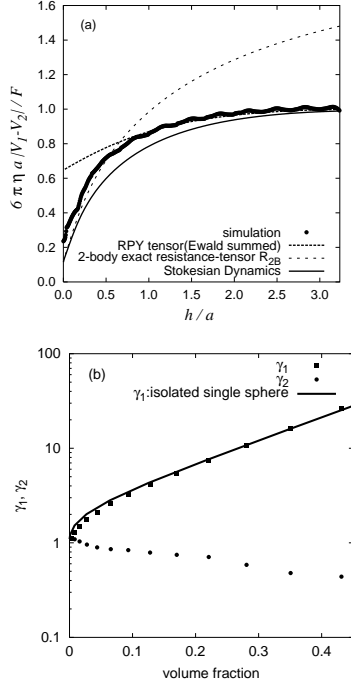 (a)
1.6
1.4
1.2
1.0
0.8
0.6
0.4
0.2
0.0
6 π η a |V1-V2| / F
simulation
RPY tensor(Ewald summed)
2-body exact resistance-tensor R2B
Stokesian Dynamics
0.0 0.5 1.0 1.5 2.0 2.5 3.0
h / a
(b)
100
10
1
0.1
γ1, γ2
γ1
γ2
γ1:isolated single sphere
0 0.1 0.2 0.3 0.4
volume fraction